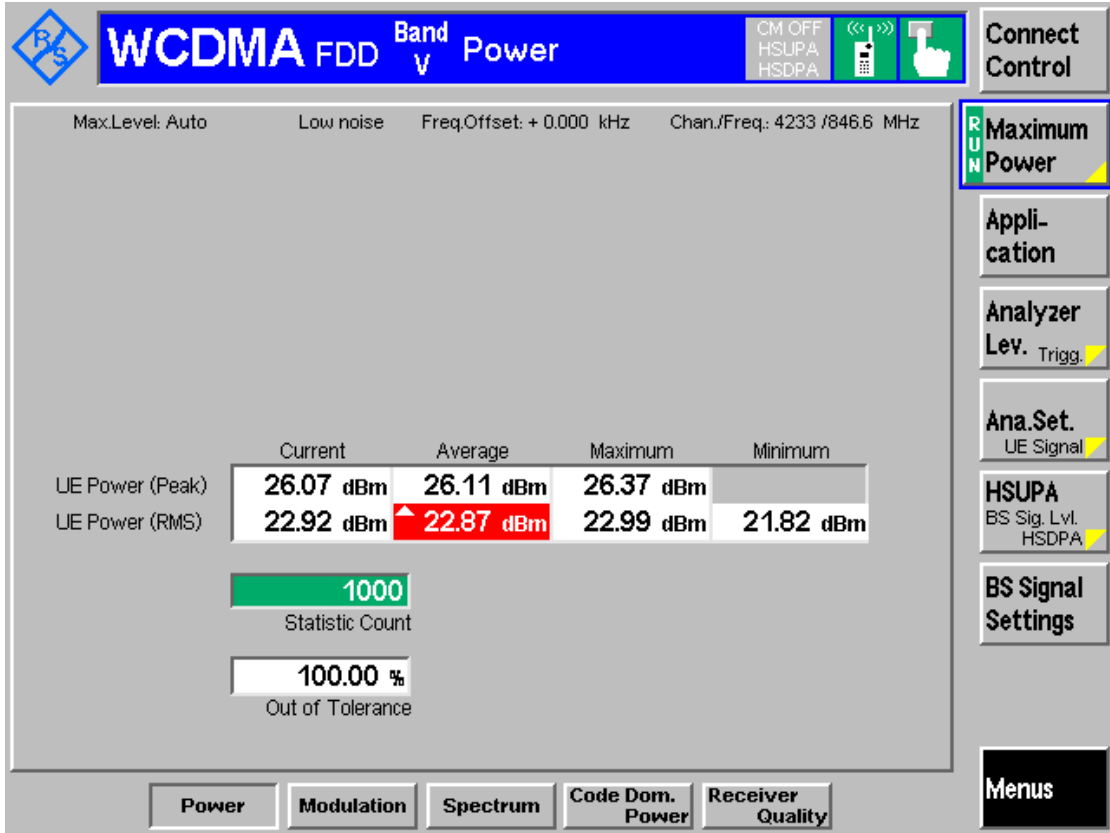 R/S
WCDMA FDD Band V Power
CM OFF
HSUPA
HSDPA
Connect Control
Max.Level: Auto Low noise Freq.Offset: + 0.000 kHz Chan./Freq.: 4233 /846.6 MHz
RUN
Maximum Power
Appli-
cation
Analyzer
Lev. Trigg.
Ana.Set.
UE Signal
HSUPA
BS Sig. Lvl.
HSDPA
BS Signal
Settings
Current Average Maximum Minimum
UE Power (Peak) 26.07 dBm 26.11 dBm 26.37 dBm
UE Power (RMS) 22.92 dBm 22.87 dBm 22.99 dBm 21.82 dBm
1000
Statistic Count
100.00 %
Out of Tolerance
Power Modulation Spectrum Code Dom. Power Receiver Quality
Menus